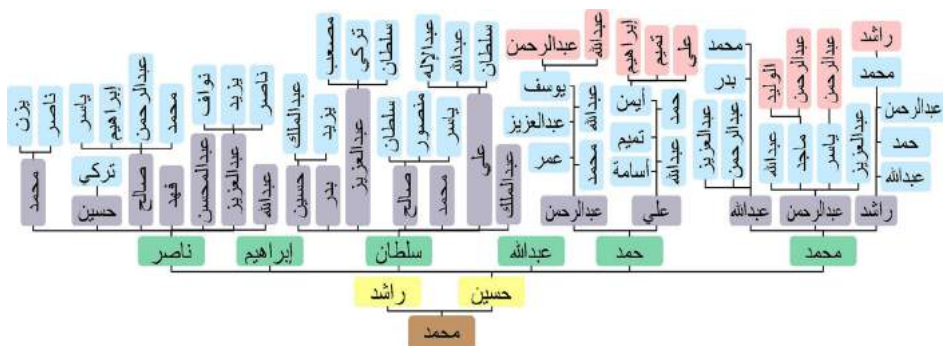 راشد
محمد
عبدالرحمن
حمد
عبدالله
عبدالرحمن
عبدالرحمن
الوليد
عبدالعزيز
ياسر
ماجد
عبدالله
محمد
بدر
عبدالرحمن
عبدالعزيز
راشد
عبدالرحمن
عبدالله
علي
تميم
إبراهيم
حمد
أيمن
تميم
عبدالله
أسامة
علي
عبدالله
عبدالرحمن
يوسف
عبدالله
عبدالعزيز
محمد
عمر
عبدالرحمن
سلطان
عبدالله
عبدالإله
ياسر
منصور
سلطان
عبدالملك
علي
محمد
صالح
سلطان
تركي
مصعب
عبدالعزيز
يزيد
عبدالملك
بدر
حسين
ناصر
يزيد
نواف
عبدالله
عبدالعزيز
عبدالمحسن
محمد
عبدالرحمن
إبراهيم
ياسر
تركي
فهد
صالح
حسين
ناصر
يزن
محمد
محمد
حمد
عبدالله
سلطان
إبراهيم
ناصر
حسين
راشد
محمد